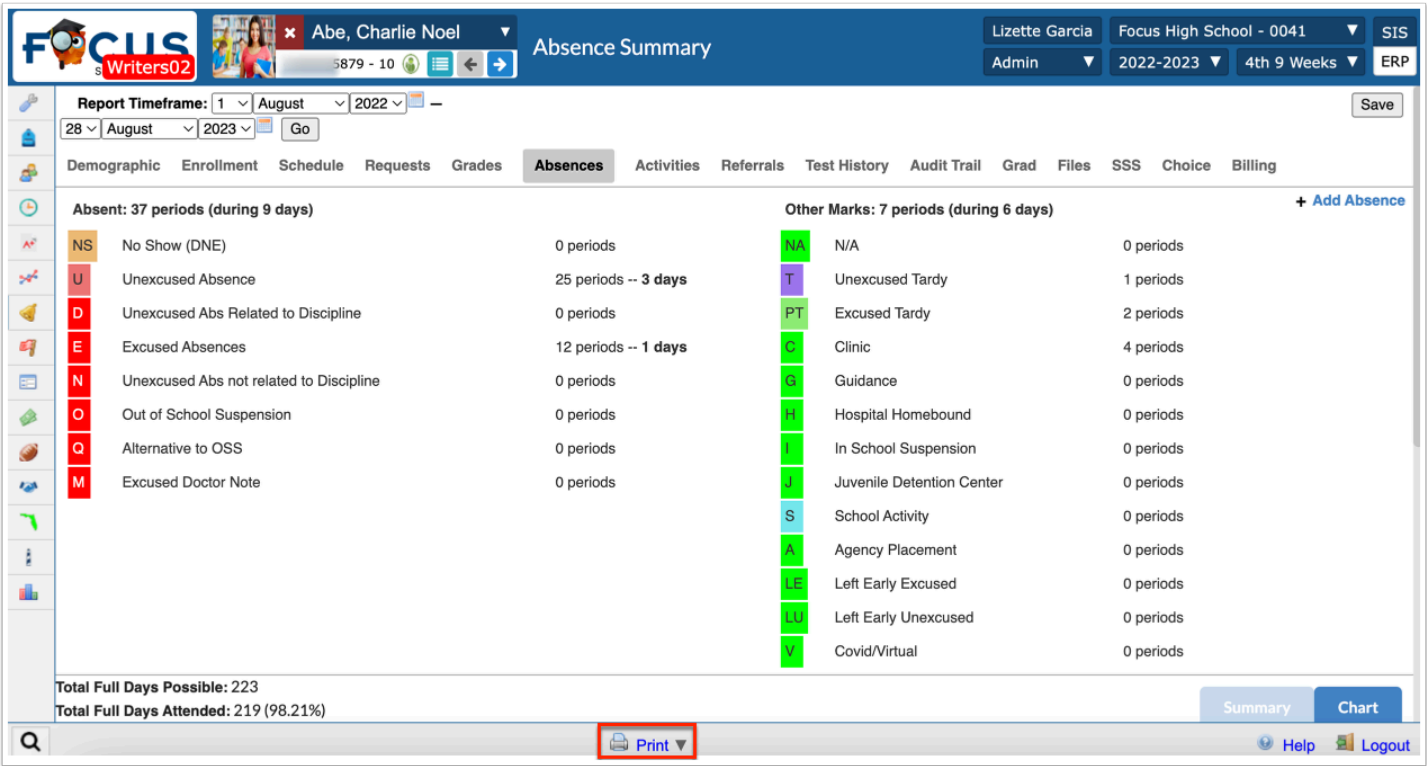 FOCUS
S
Writers02
Abe, Charlie Noel
5879 - 10
Absence Summary
Lizette Garcia
Focus High School - 0041
SIS
Admin
2022-2023
4th 9 Weeks
ERP
Report Timeframe: 1 August 2022 –
28 August 2023 Go
Save
Demographic Enrollment Schedule Requests Grades Absences Activities Referrals Test History Audit Trail Grad Files SSS Choice Billing
+ Add Absence
Absent: 37 periods (during 9 days)
NS No Show (DNE) 0 periods
U Unexcused Absence 25 periods -- 3 days
D Unexcused Abs Related to Discipline 0 periods
E Excused Absences 12 periods -- 1 days
N Unexcused Abs not related to Discipline 0 periods
O Out of School Suspension 0 periods
Q Alternative to OSS 0 periods
M Excused Doctor Note 0 periods
Other Marks: 7 periods (during 6 days)
NA N/A 0 periods
T Unexcused Tardy 1 periods
PT Excused Tardy 2 periods
C Clinic 4 periods
G Guidance 0 periods
H Hospital Homebound 0 periods
I In School Suspension 0 periods
J Juvenile Detention Center 0 periods
S School Activity 0 periods
A Agency Placement 0 periods
LE Left Early Excused 0 periods
LU Left Early Unexcused 0 periods
V Covid/Virtual 0 periods
Total Full Days Possible: 223
Total Full Days Attended: 219 (98.21%)
Summary Chart
Print
Help Logout